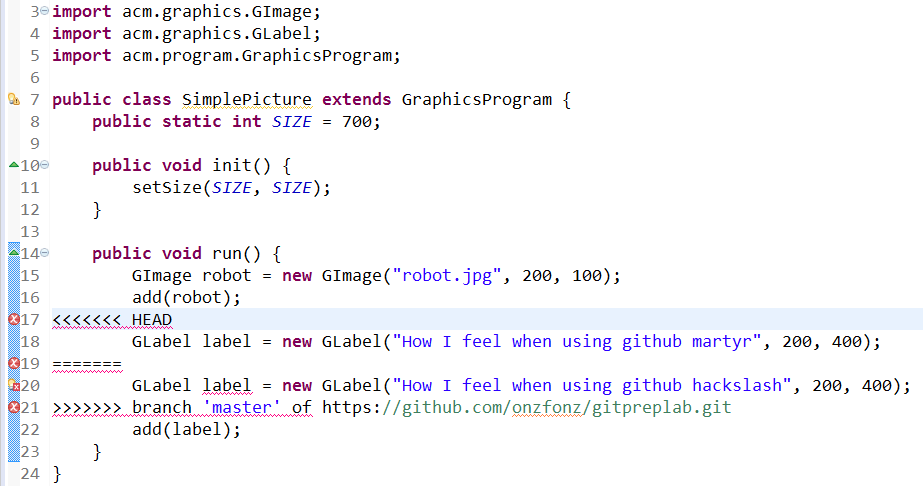 3 import acm.graphics.GImage;
4 import acm.graphics.GLabel;
5 import acm.program.GraphicsProgram;
6
7 public class SimplePicture extends GraphicsProgram {
8     public static int SIZE = 700;
9
10     public void init() {
11         setSize(SIZE, SIZE);
12     }
13
14     public void run() {
15         GImage robot = new GImage("robot.jpg", 200, 100);
16         add(robot);
17 <<<<<<< HEAD
18         GLabel label = new GLabel("How I feel when using github martyr", 200, 400);
19 =======
20         GLabel label = new GLabel("How I feel when using github hackslash", 200, 400);
21 >>>>>>> branch 'master' of https://github.com/onzfonz/gitpreplab.git
22         add(label);
23     }
24 }